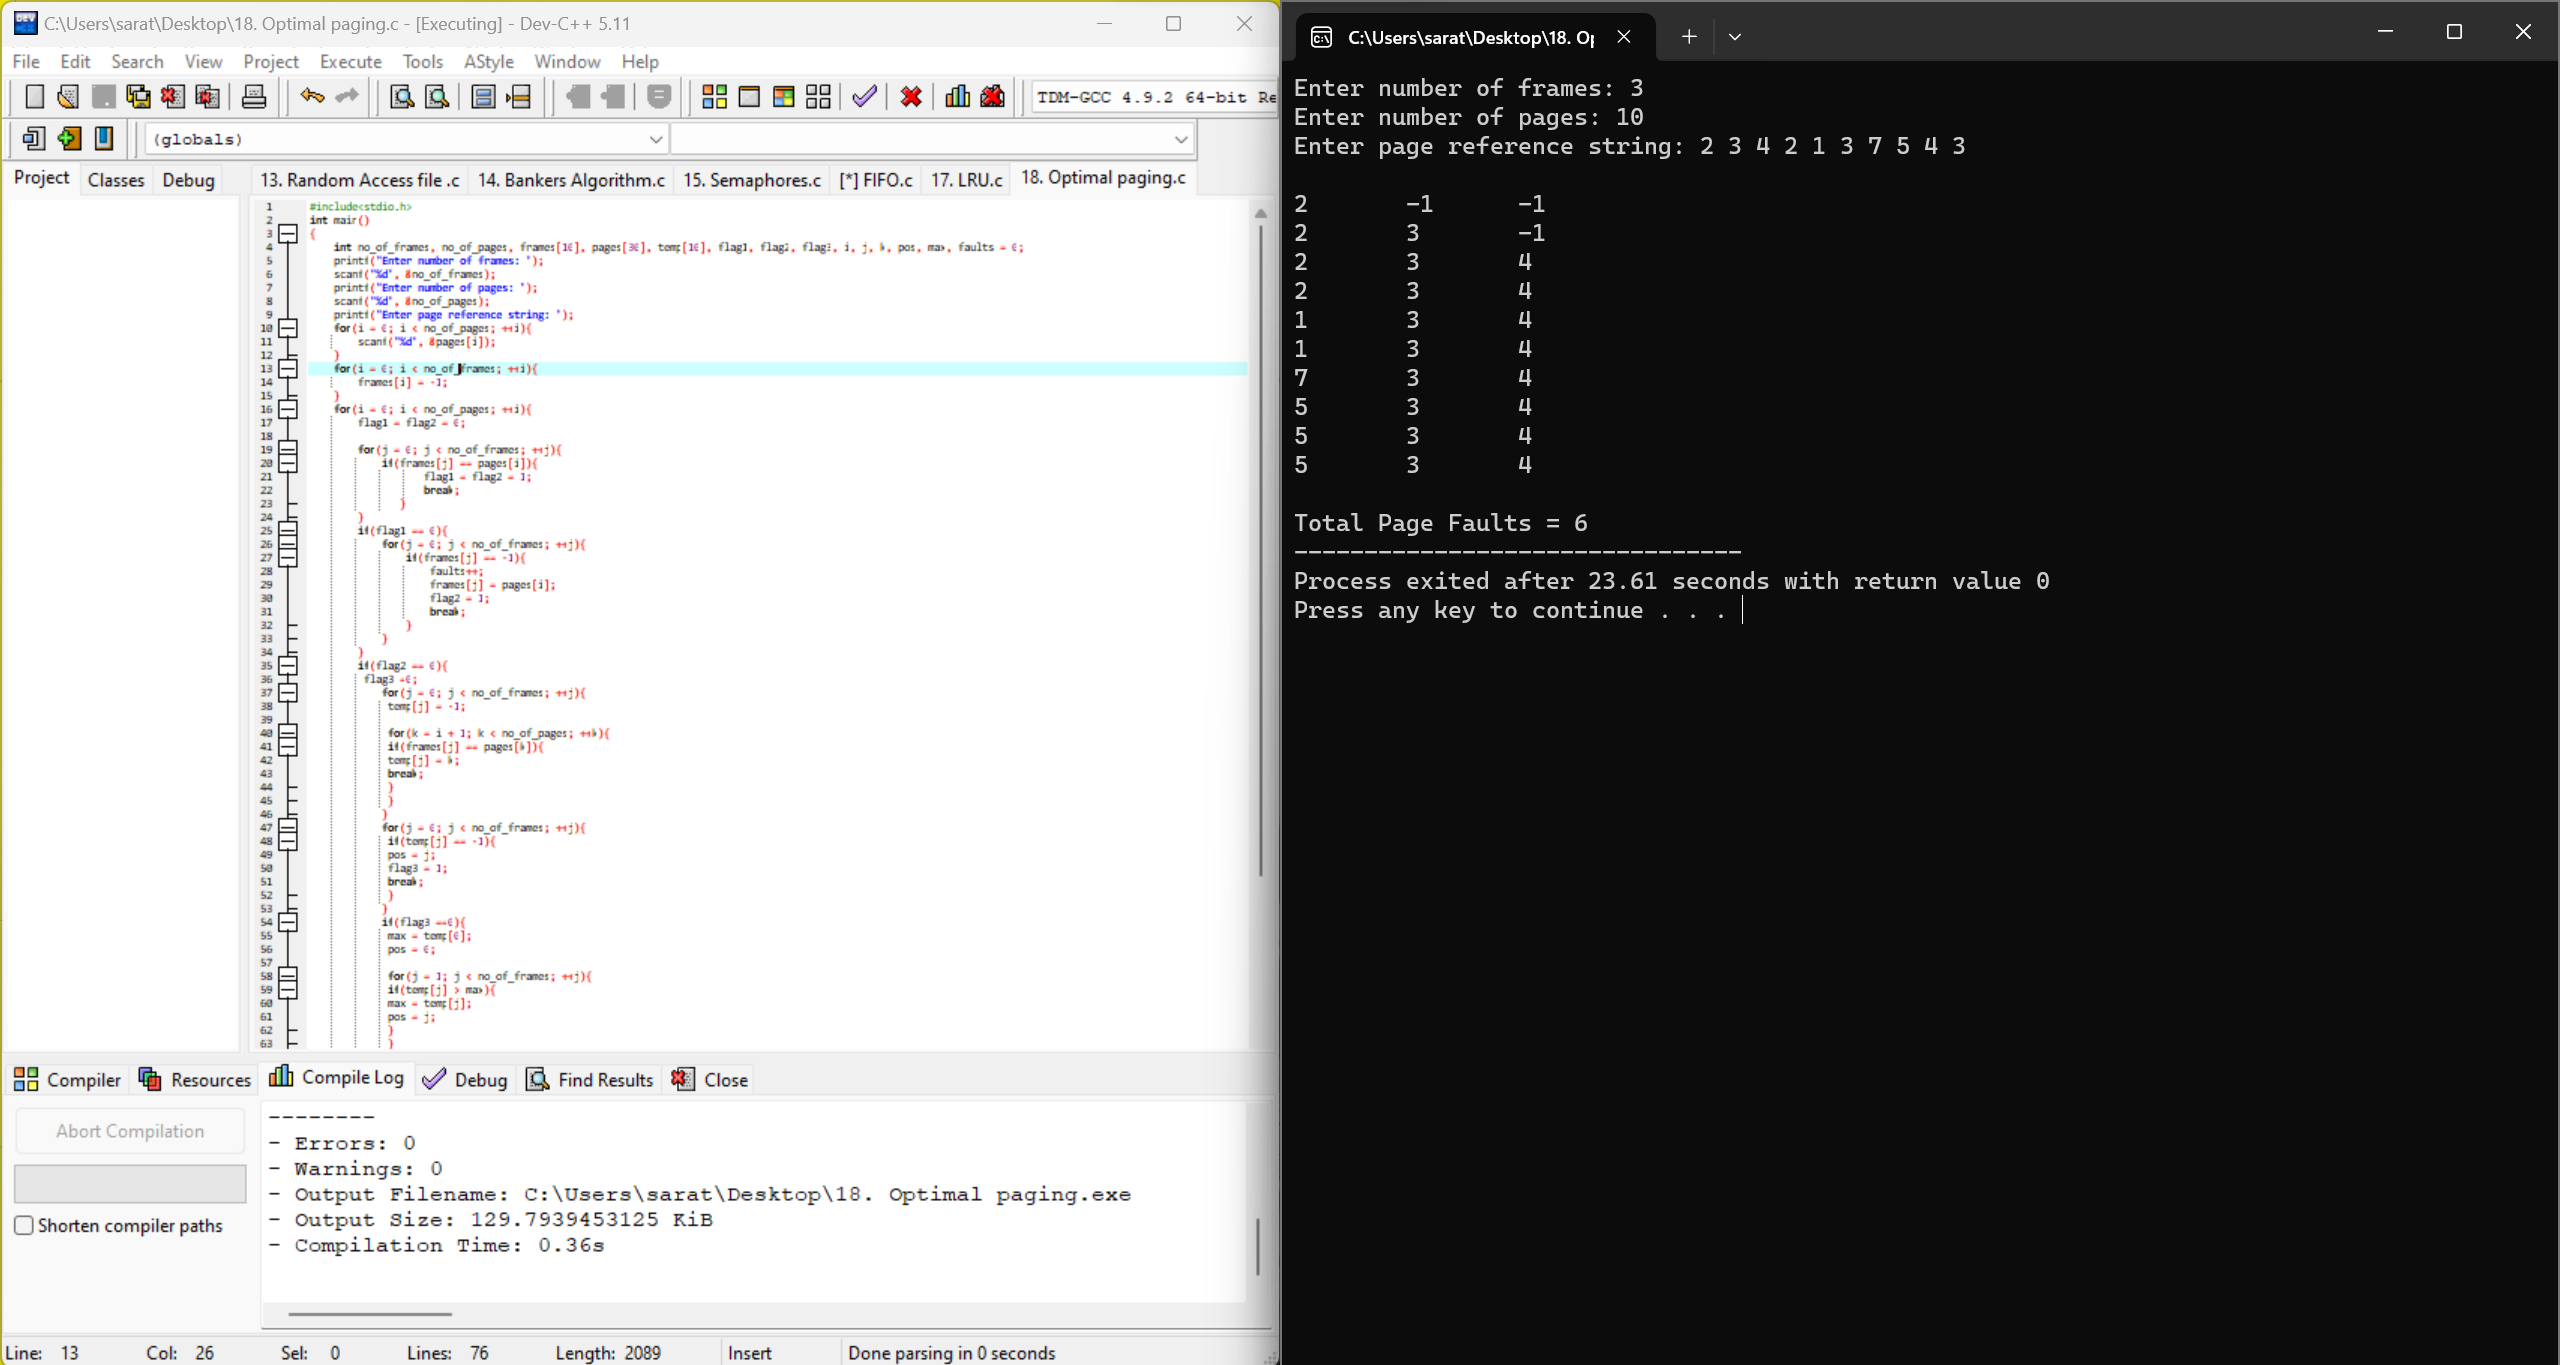 C:\Users\sarat\Desktop\18. Optimal paging.c - [Executing] - Dev-C++ 5.11
File Edit Search View Project Execute Tools AStyle Window Help
TDM-GCC 4.9.2 64-bit Re
(globals)
Project Classes Debug
13. Random Access file .c 14. Bankers Algorithm.c 15. Semaphores.c [*] FIFO.c 17. LRU.c 18. Optimal paging.c
1 #include<stdio.h>
2 int main()
3 {
4 int no_of_frames, no_of_pages, frames[10], pages[30], temp[10], flag1, flag2, flag3, i, j, k, pos, max, faults = 0;
5 printf("Enter number of frames: ");
6 scanf("%d", &no_of_frames);
7 printf("Enter number of pages: ");
8 scanf("%d", &no_of_pages);
9 printf("Enter page reference string: ");
10 for(i = 0; i < no_of_pages; ++i){
11 scanf("%d", &pages[i]);
12 }
13 for(i = 0; i < no_of_frames; ++i){
14 frames[i] = -1;
15 }
16 for(i = 0; i < no_of_pages; ++i){
17 flag1 = flag2 = 0;
18
19 for(j = 0; j < no_of_frames; ++j){
20 if(frames[j] == pages[i]){
21 flag1 = flag2 = 1;
22 break;
23 }
24 }
25 if(flag1 == 0){
26 for(j = 0; j < no_of_frames; ++j){
27 if(frames[j] == -1){
28 faults++;
29 frames[j] = pages[i];
30 flag2 = 1;
31 break;
32 }
33 }
34 }
35 if(flag2 == 0){
36 flag3 =0;
37 for(j = 0; j < no_of_frames; ++j){
38 temp[j] = -1;
39
40 for(k = i + 1; k < no_of_pages; ++k){
41 if(frames[j] == pages[k]){
42 temp[j] = k;
43 break;
44 }
45 }
46 }
47 for(j = 0; j < no_of_frames; ++j){
48 if(temp[j] == -1){
49 pos = j;
50 flag3 = 1;
51 break;
52 }
53 }
54 if(flag3 ==0){
55 max = temp[0];
56 pos = 0;
57
58 for(j = 1; j < no_of_frames; ++j){
59 if(temp[j] > max){
60 max = temp[j];
61 pos = j;
62 }
63 }
Compiler Resources Compile Log Debug Find Results Close
Abort Compilation
Shorten compiler paths
--------
- Errors: 0
- Warnings: 0
- Output Filename: C:\Users\sarat\Desktop\18. Optimal paging.exe
- Output Size: 129.7939453125 KiB
- Compilation Time: 0.36s
Line: 13 Col: 26 Sel: 0 Lines: 76 Length: 2089 Insert Done parsing in 0 seconds
C:\Users\sarat\Desktop\18. Op
Enter number of frames: 3
Enter number of pages: 10
Enter page reference string: 2 3 4 2 1 3 7 5 4 3
2 -1 -1
2 3 -1
2 3 4
2 3 4
1 3 4
1 3 4
7 3 4
5 3 4
5 3 4
5 3 4
Total Page Faults = 6
--------------------------------
Process exited after 23.61 seconds with return value 0
Press any key to continue . . .